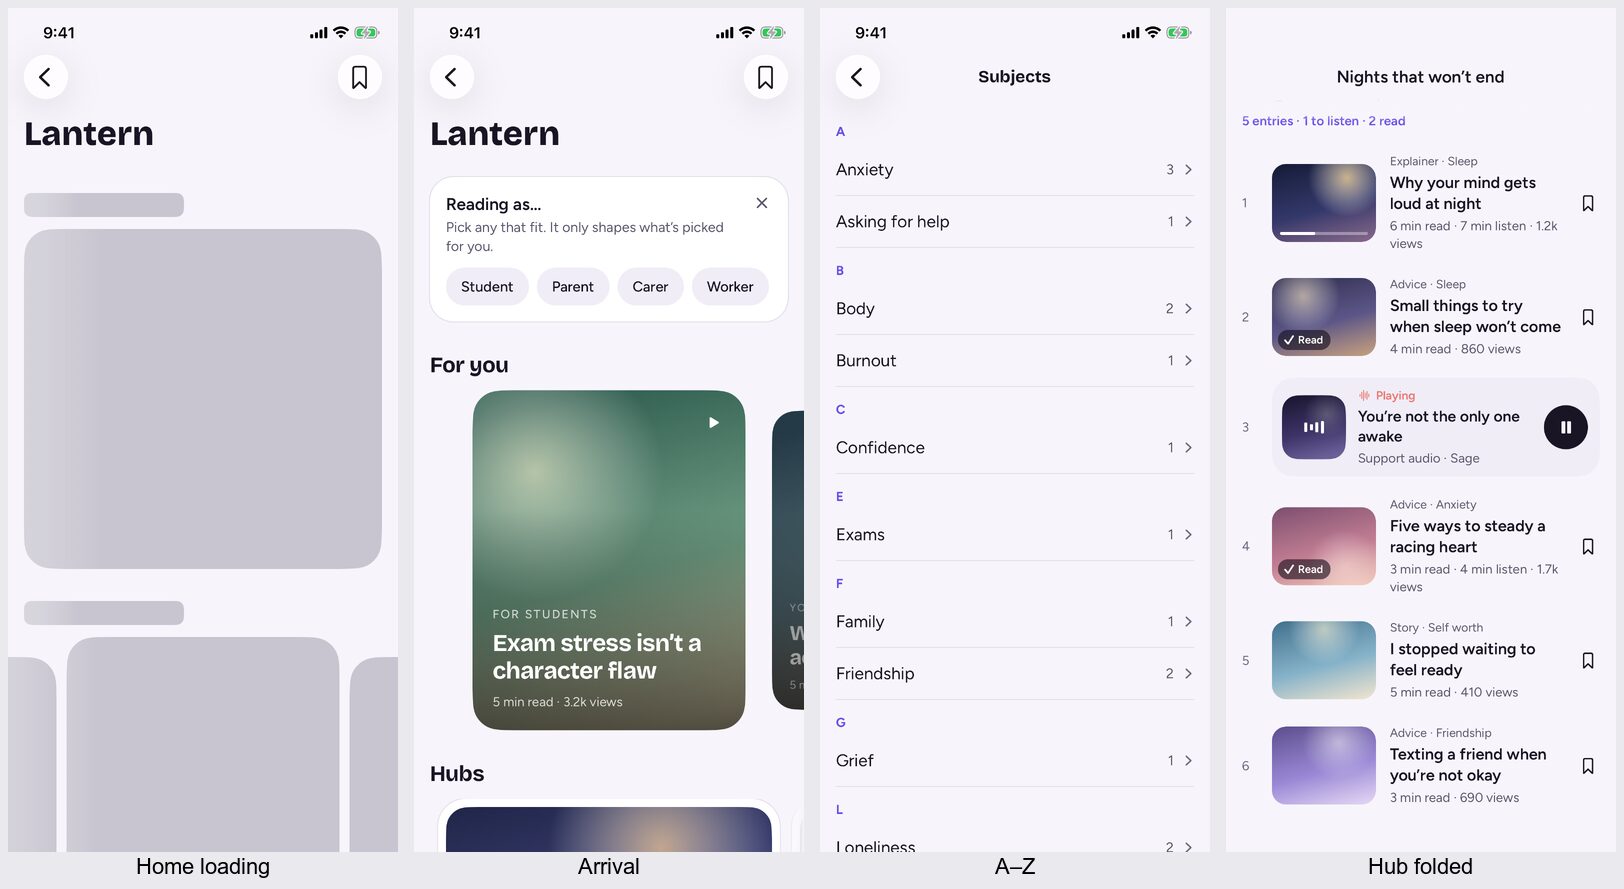 9:41
Lantern
Home loading
9:41
Lantern
Reading as...
Pick any that fit. It only shapes what's picked
for you.
Student
Parent
Carer
Worker
For you
FOR STUDENTS
Exam stress isn't a
character flaw
5 min read · 3.2k views
YO
W
a
5 n
Hubs
Arrival
9:41
Subjects
A
Anxiety 3
Asking for help 1
B
Body 2
Burnout 1
C
Confidence 1
E
Exams 1
F
Family 1
Friendship 2
G
Grief 1
L
Loneliness 2
A–Z
Nights that won't end
5 entries · 1 to listen · 2 read
1
Explainer · Sleep
Why your mind gets
loud at night
6 min read · 7 min listen · 1.2k
views
2
Read
Advice · Sleep
Small things to try
when sleep won't come
4 min read · 860 views
3
Playing
You're not the only one
awake
Support audio · Sage
4
Read
Advice · Anxiety
Five ways to steady a
racing heart
3 min read · 4 min listen · 1.7k
views
5
Story · Self worth
I stopped waiting to
feel ready
5 min read · 410 views
6
Advice · Friendship
Texting a friend when
you're not okay
3 min read · 690 views
Hub folded